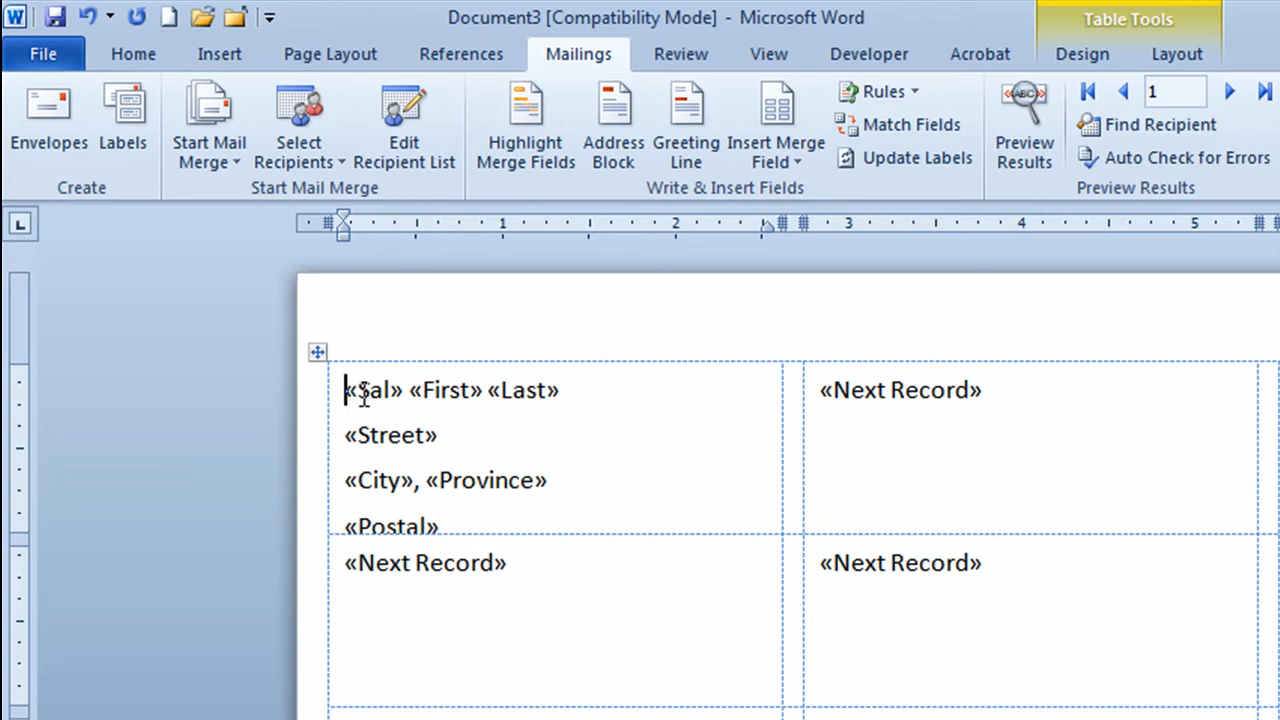 Document3 [Compatibility Mode] - Microsoft Word
Table Tools
File Home Insert Page Layout References Mailings Review View Developer Acrobat Design Layout
Envelopes
Labels
Create
Start Mail
Merge
Select
Recipients
Edit
Recipient List
Start Mail Merge
Highlight
Merge Fields
Address
Block
Greeting
Line
Insert Merge
Field
Rules
Match Fields
Update Labels
Write & Insert Fields
ABC
Preview
Results
1
Find Recipient
Auto Check for Errors
Preview Results
L
1 2 3 4 5
«Sal» «First» «Last»
«Street»
«City», «Province»
«Postal»
«Next Record»
«Next Record»
«Next Record»